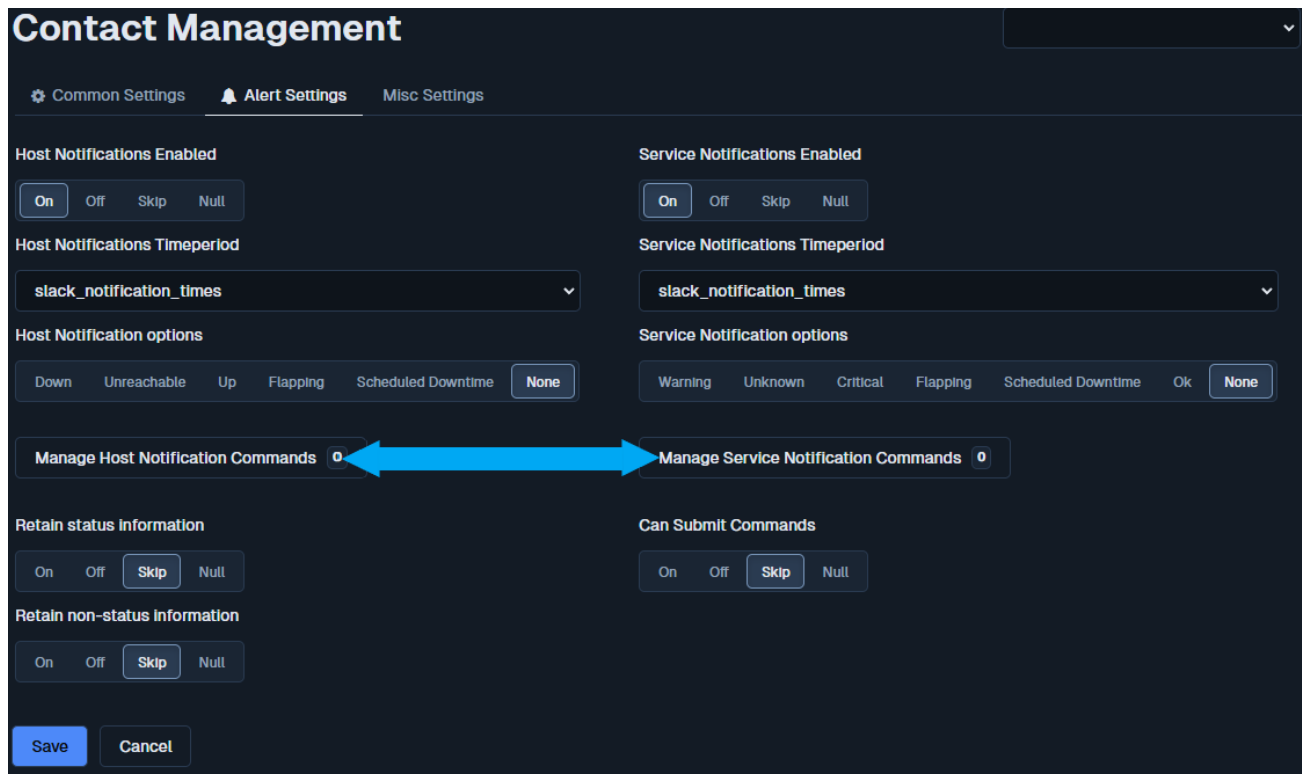 Contact Management
Common Settings Alert Settings Misc Settings
Host Notifications Enabled
On Off Skip Null
Host Notifications Timeperiod
slack_notification_times
Host Notification options
Down Unreachable Up Flapping Scheduled Downtime None
Manage Host Notification Commands 0
Service Notifications Enabled
On Off Skip Null
Service Notifications Timeperiod
slack_notification_times
Service Notification options
Warning Unknown Critical Flapping Scheduled Downtime Ok None
Manage Service Notification Commands 0
Retain status information
On Off Skip Null
Can Submit Commands
On Off Skip Null
Retain non-status information
On Off Skip Null
Save Cancel